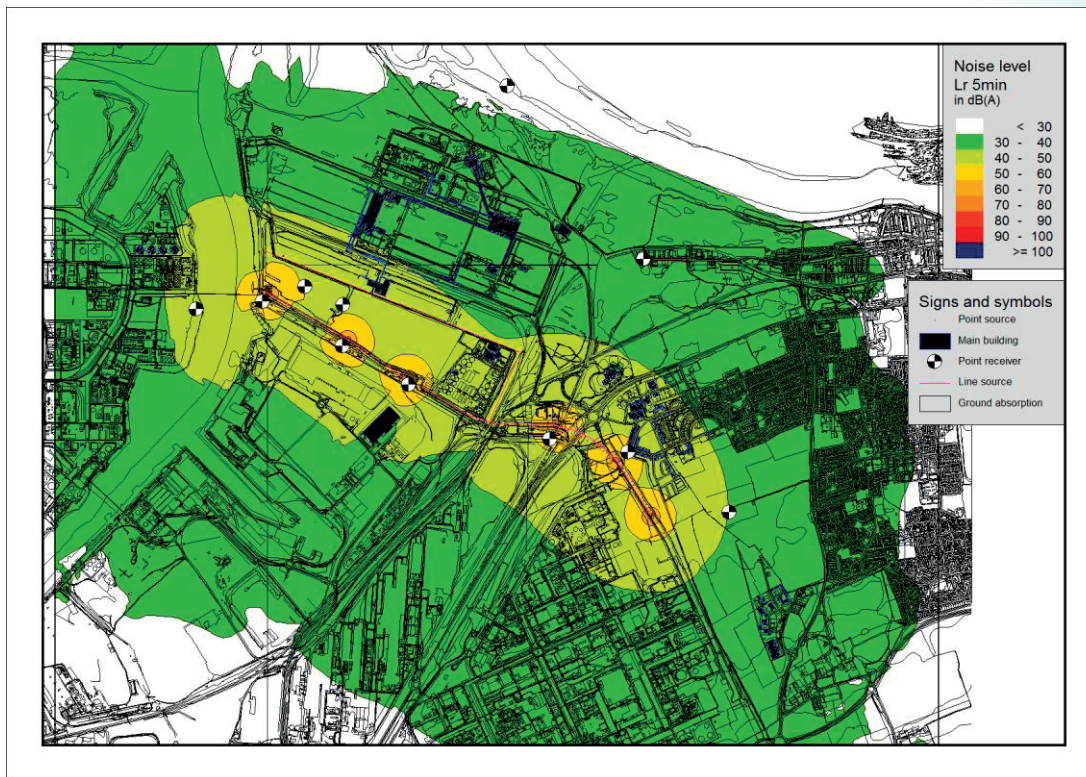 Noise level
Lr 5min
in dB(A)
< 30
30 - 40
40 - 50
50 - 60
60 - 70
70 - 80
80 - 90
90 - 100
>= 100
Signs and symbols
Point source
Main building
Point receiver
Line source
Ground absorption